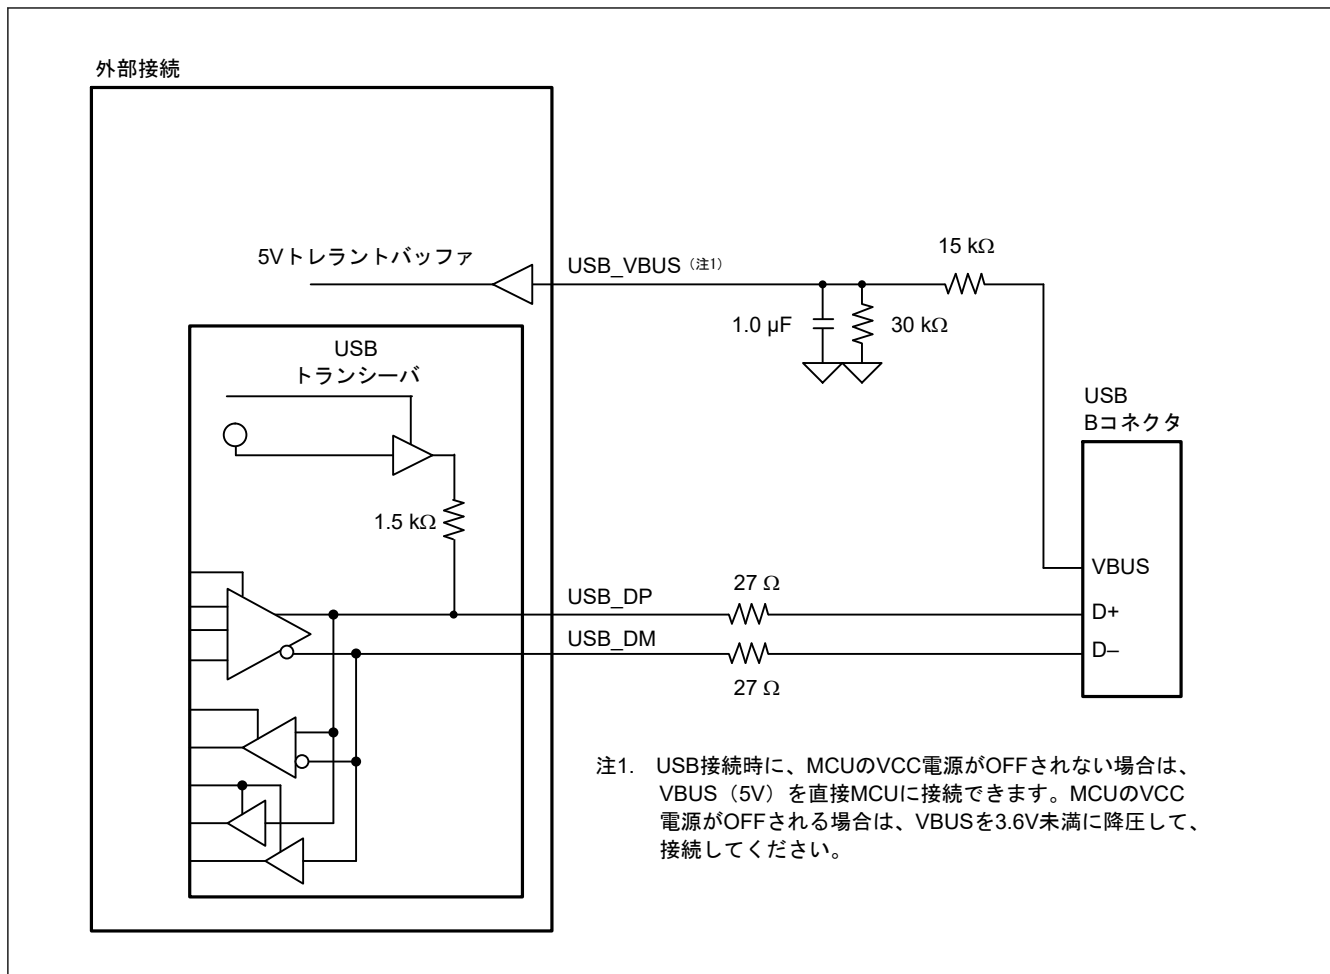 外部接続
5Vトレラントバッファ
USB_VBUS（注1）
15 kΩ
1.0 µF
30 kΩ
USB
トランシーバ
USB
Bコネクタ
1.5 kΩ
VBUS
USB_DP
27 Ω
D+
USB_DM
D–
27 Ω
注1. USB接続時に、MCUのVCC電源がOFFされない場合は、
VBUS（5V）を直接MCUに接続できます。MCUのVCC
電源がOFFされる場合は、VBUSを3.6V未満に降圧して、
接続してください。